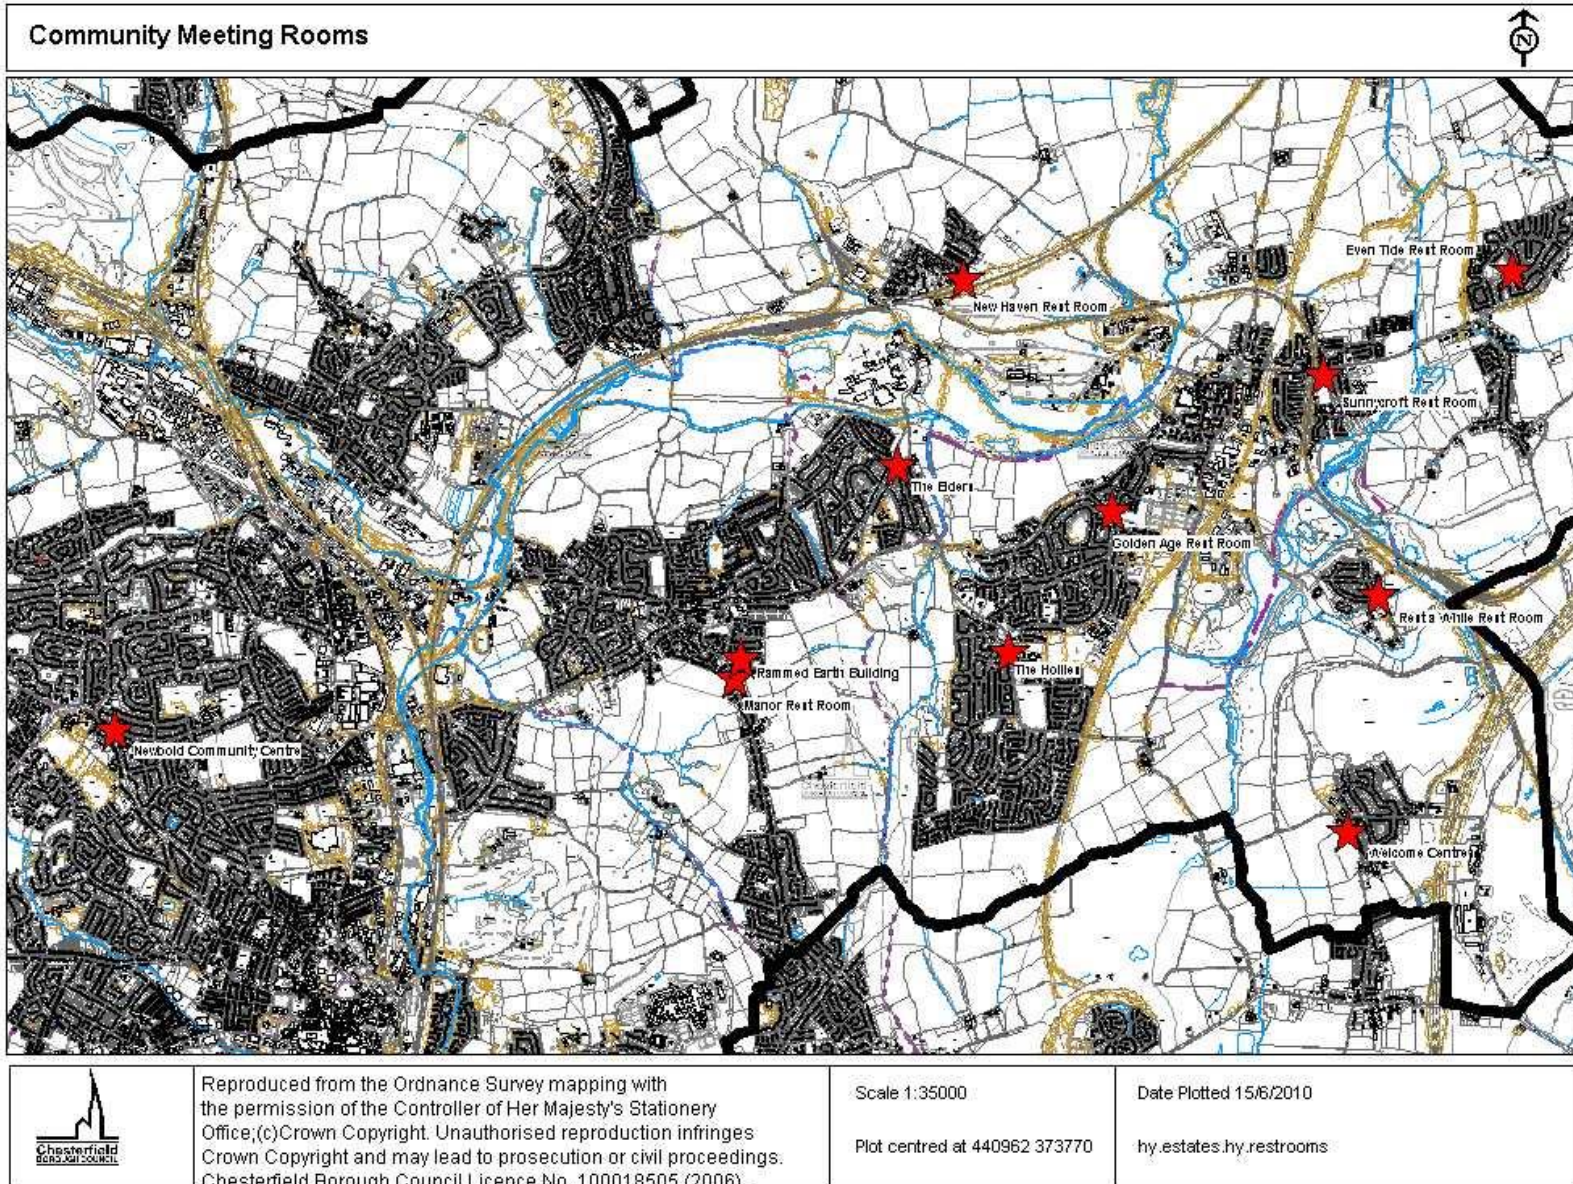 Community Meeting Rooms
N
Even Tide Rest Room
New Haven Rest Room
Sunnycroft Rest Room
The Elders
Golden Age Rest Room
Rest a While Rest Room
The Hollies
Rammed Earth Building
Manor Rest Room
Newbold Community Centre
Welcome Centre
Chesterfield
BOROUGH COUNCIL
Reproduced from the Ordnance Survey mapping with
the permission of the Controller of Her Majesty's Stationery
Office;(c)Crown Copyright. Unauthorised reproduction infringes
Crown Copyright and may lead to prosecution or civil proceedings.
Chesterfield Borough Council Licence No. 100018505 (2006)
Scale 1:35000
Plot centred at 440962 373770
Date Plotted 15/6/2010
hy.estates.hy.restrooms